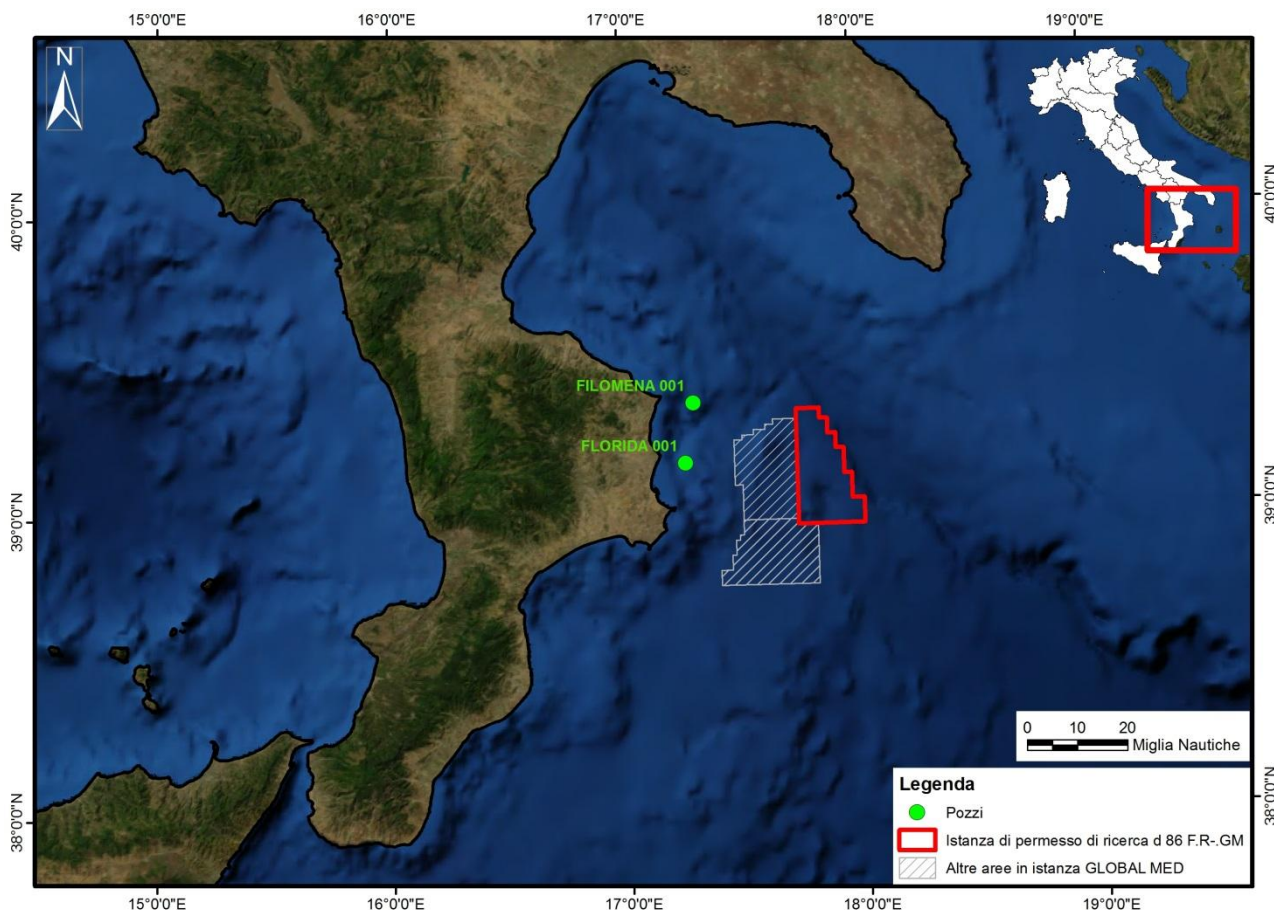 15°0'0"E 16°0'0"E 17°0'0"E 18°0'0"E 19°0'0"E
N
40°0'0"N
40°0'0"N
FILOMENA 001
FLORIDA 001
39°0'0"N
39°0'0"N
0 10 20
Miglia Nautiche
38°0'0"N
38°0'0"N
Legenda
Pozzi
Istanza di permesso di ricerca d 86 F.R-.GM
Altre aree in istanza GLOBAL MED
15°0'0"E 16°0'0"E 17°0'0"E 18°0'0"E 19°0'0"E